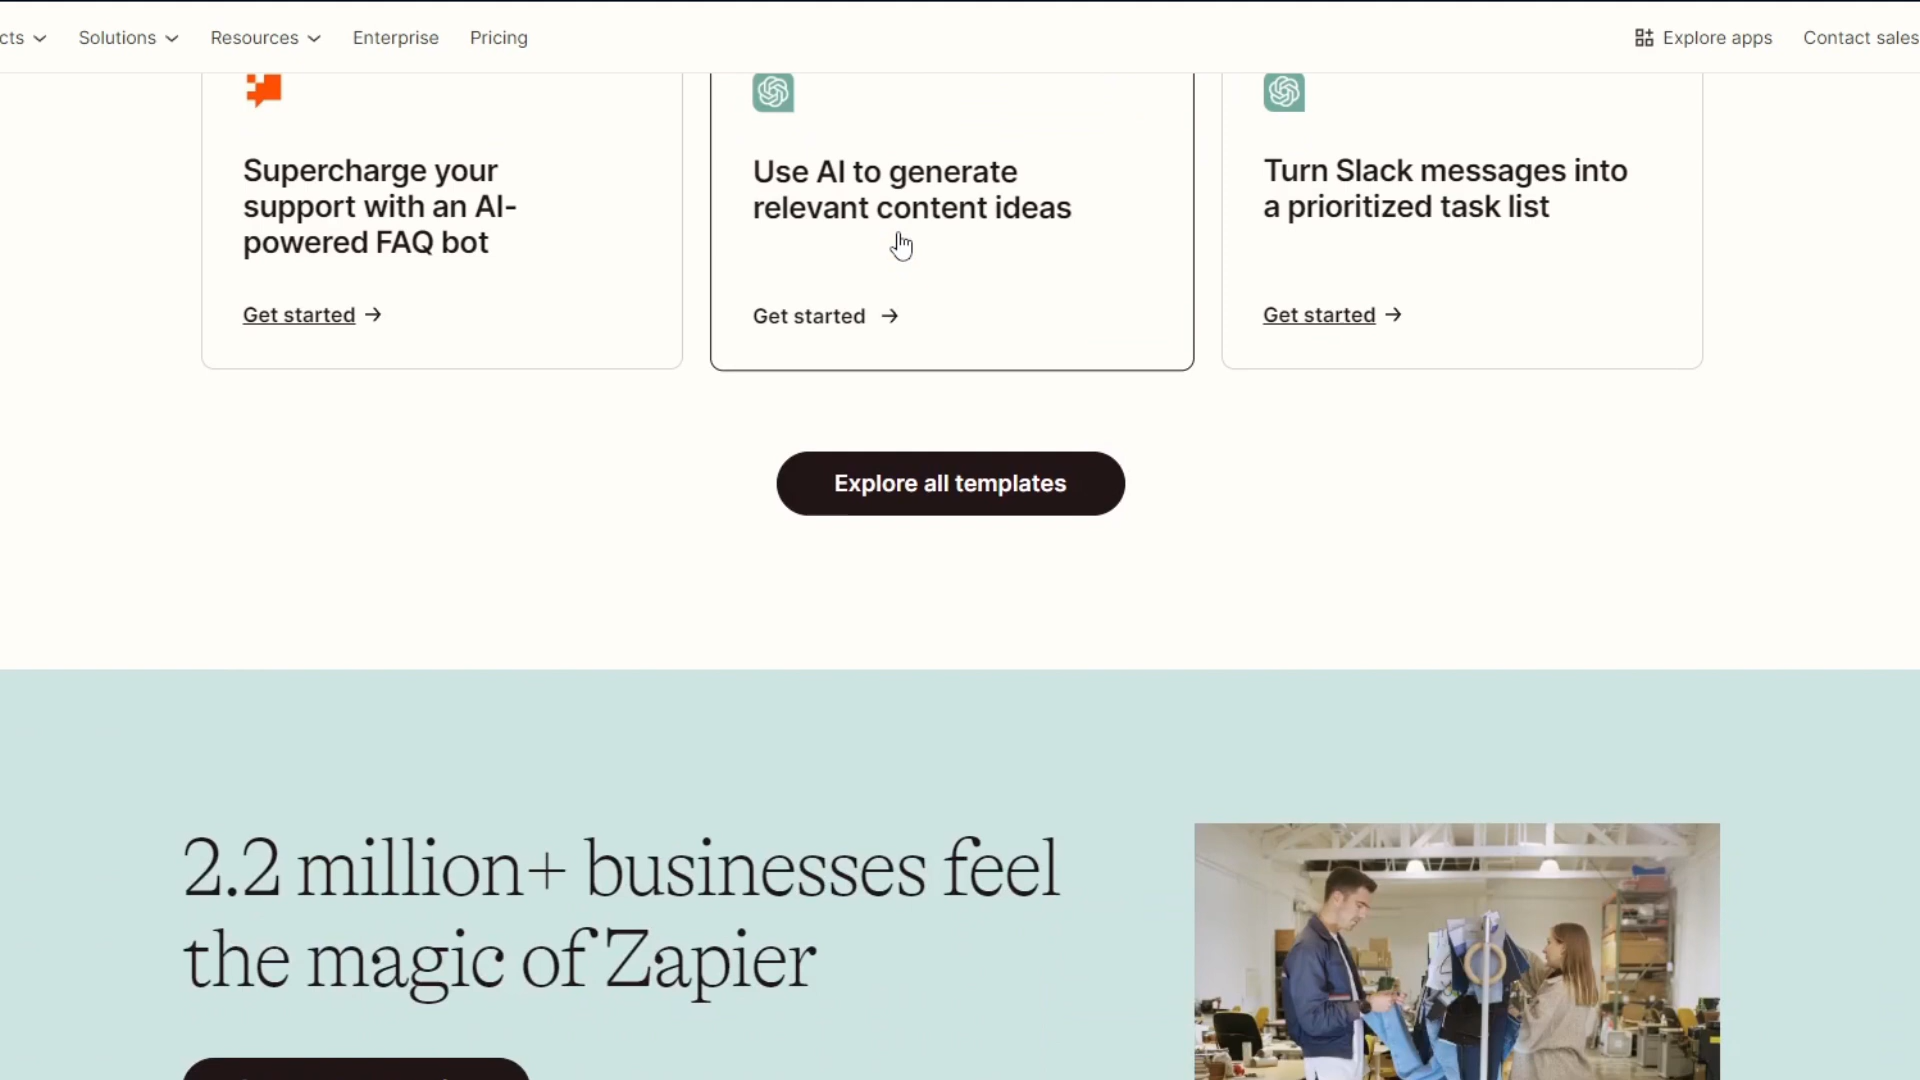 cts
Solutions
Resources
Enterprise
Pricing
Explore apps
Contact sales
Supercharge your
support with an AI-
powered FAQ bot
Get started →
Use AI to generate
relevant content ideas
Get started →
Turn Slack messages into
a prioritized task list
Get started →
Explore all templates
2.2 million+ businesses feel
the magic of Zapier